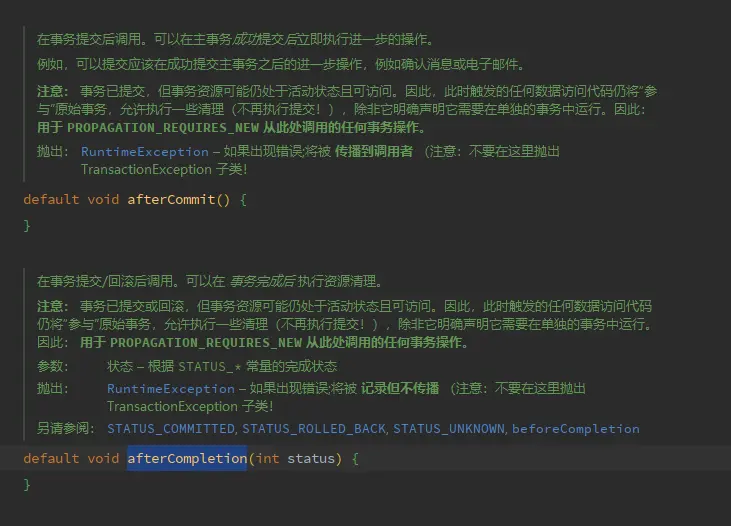 在事务提交后调用。可以在主事务成功提交后立即执行进一步的操作。
例如，可以提交应该在成功提交主事务之后的进一步操作，例如确认消息或电子邮件。
注意： 事务已提交，但事务资源可能仍处于活动状态且可访问。因此，此时触发的任何数据访问代码仍将“参
与”原始事务，允许执行一些清理（不再执行提交！），除非它明确声明它需要在单独的事务中运行。因此：
用于 PROPAGATION_REQUIRES_NEW 从此处调用的任何事务操作。
抛出： RuntimeException – 如果出现错误;将被 传播到调用者 （注意：不要在这里抛出
TransactionException 子类！
default void afterCommit() {
}
在事务提交/回滚后调用。可以在 事务完成后 执行资源清理。
注意： 事务已提交或回滚，但事务资源可能仍处于活动状态且可访问。因此，此时触发的任何数据访问代码
仍将“参与”原始事务，允许执行一些清理（不再执行提交！），除非它明确声明它需要在单独的事务中运行。
因此： 用于 PROPAGATION_REQUIRES_NEW 从此处调用的任何事务操作。
参数： 状态 – 根据 STATUS_* 常量的完成状态
抛出： RuntimeException – 如果出现错误;将被 记录但不传播 （注意：不要在这里抛出
TransactionException 子类！
另请参阅： STATUS_COMMITTED, STATUS_ROLLED_BACK, STATUS_UNKNOWN, beforeCompletion
default void afterCompletion(int status) {
}